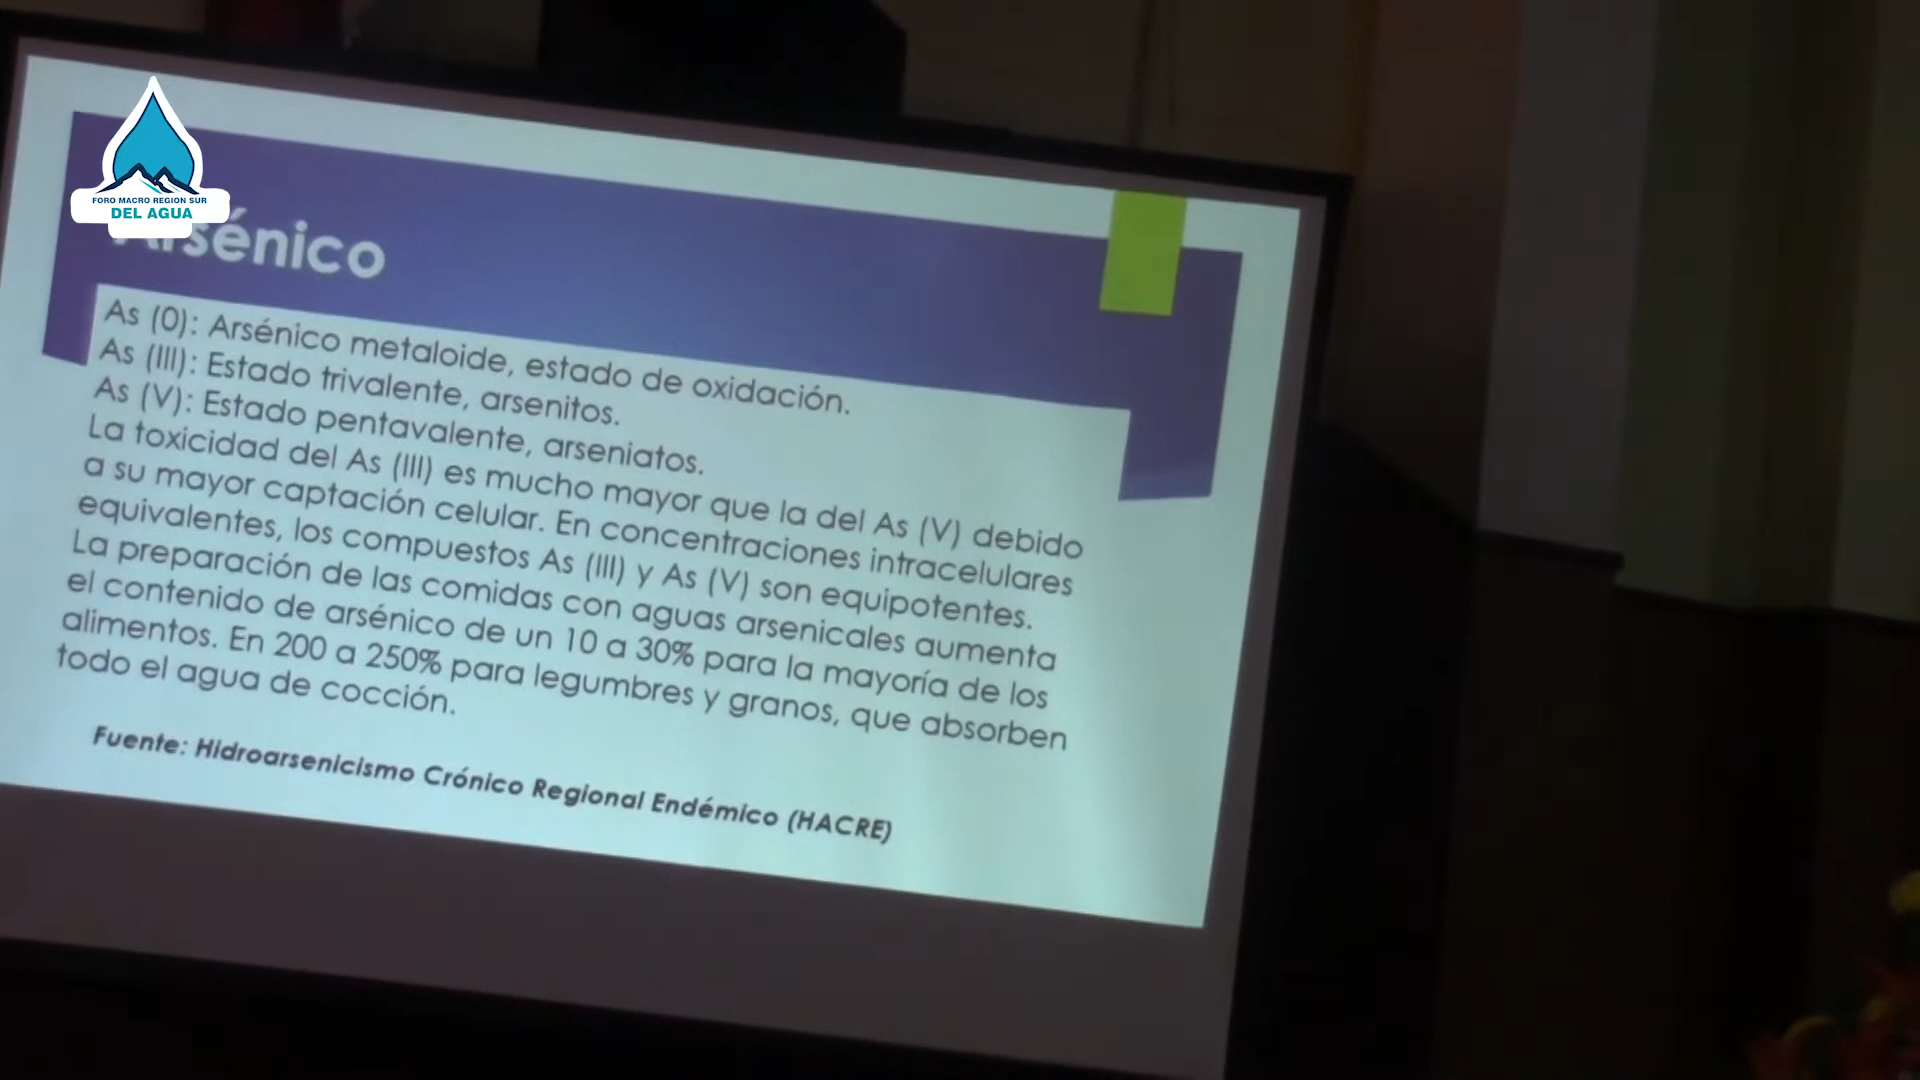 FORO MACRO REGION SUR
DEL AGUA
Arsénico
As (0): Arsénico metaloide, estado de oxidación.
As (III): Estado trivalente, arsenitos.
As (V): Estado pentavalente, arseniatos.
La toxicidad del As (III) es mucho mayor que la del As (V) debido
a su mayor captación celular. En concentraciones intracelulares
equivalentes, los compuestos As (III) y As (V) son equipotentes.
La preparación de las comidas con aguas arsenicales aumenta
el contenido de arsénico de un 10 a 30% para la mayoría de los
alimentos. En 200 a 250% para legumbres y granos, que absorben
todo el agua de cocción.
Fuente: Hidroarsenicismo Crónico Regional Endémico (HACRE)